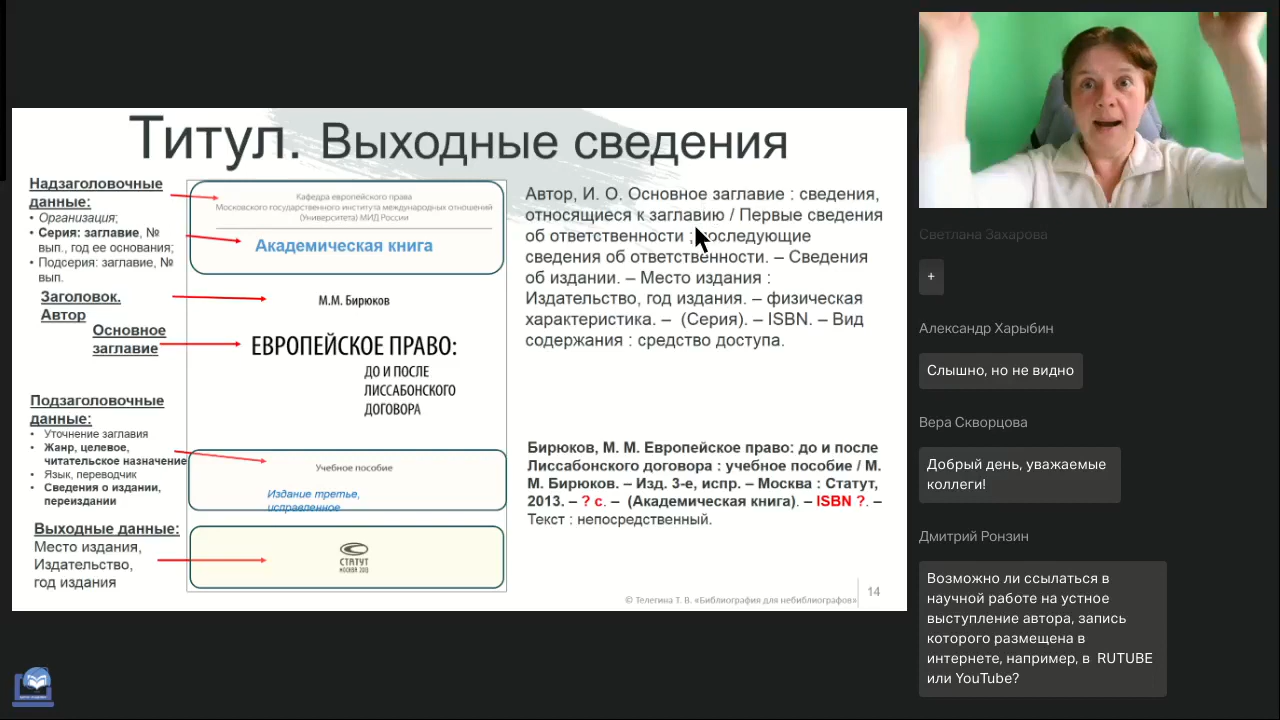 Титул. Выходные сведения
Надзаголовочные
данные:
• Организация;
• Серия: заглавие, №
вып., год ее основания;
• Подсерия: заглавие, №
вып.
Заголовок.
Автор
Основное
заглавие
Подзаголовочные
данные:
• Уточнение заглавия
• Жанр, целевое,
читательское назначение
• Язык, переводчик
• Сведения о издании,
переиздании
Выходные данные:
Место издания,
Издательство,
год издания
Кафедра европейского права
Московского государственного института международных отношений
(Университета) МИД России
Академическая книга
М.М. Бирюков
ЕВРОПЕЙСКОЕ ПРАВО:
ДО И ПОСЛЕ
ЛИССАБОНСКОГО
ДОГОВОРА
Учебное пособие
Издание третье,
исправленное
СТАТУТ
МОСКВА 2013
Автор, И. О. Основное заглавие : сведения,
относящиеся к заглавию / Первые сведения
об ответственности ; последующие
сведения об ответственности. – Сведения
об издании. – Место издания :
Издательство, год издания. – физическая
характеристика. – (Серия). – ISBN. – Вид
содержания : средство доступа.
Бирюков, М. М. Европейское право: до и после
Лиссабонского договора : учебное пособие / М.
М. Бирюков. – Изд. 3-е, испр. – Москва : Статут,
2013. – ? с. – (Академическая книга). – ISBN ?. –
Текст : непосредственный.
© Телегина Т. В. «Библиография для небиблиографов»
14
Светлана Захарова
+
Александр Харыбин
Слышно, но не видно
Вера Скворцова
Добрый день, уважаемые
коллеги!
Дмитрий Ронзин
Возможно ли ссылаться в
научной работе на устное
выступление автора, запись
которого размещена в
интернете, например, в RUTUBE
или YouTube?